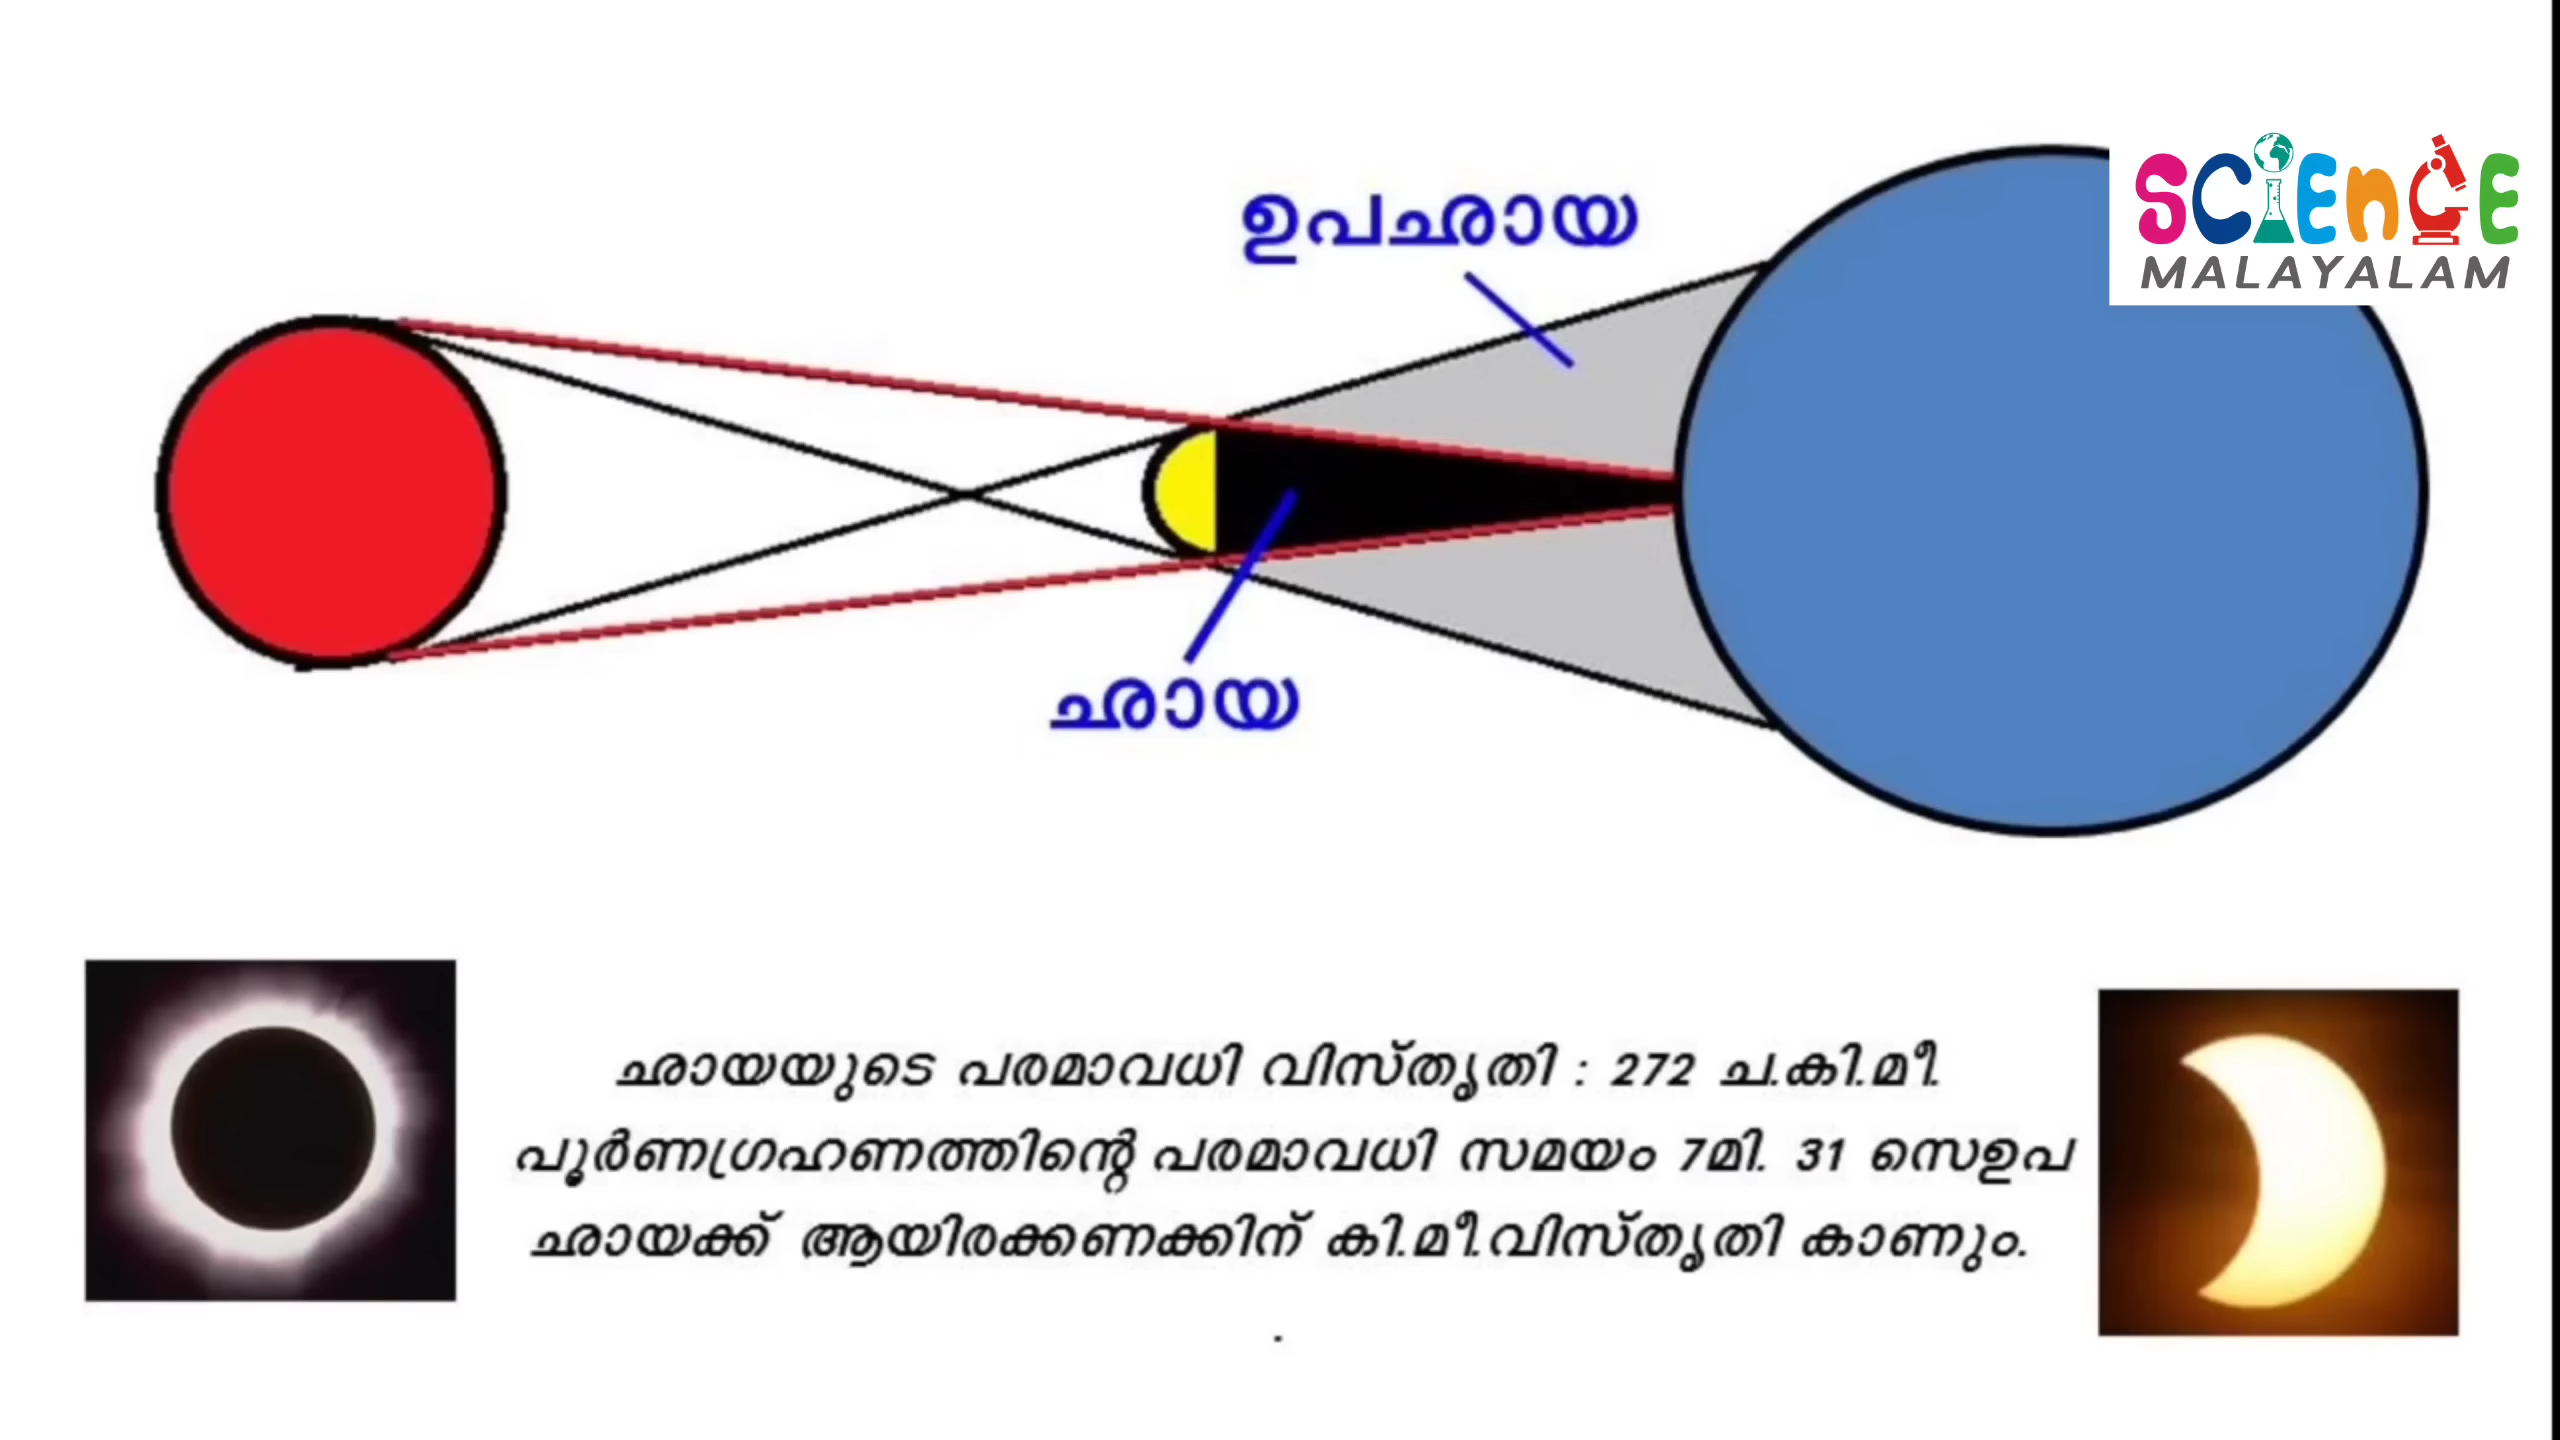 SCIENCE
MALAYALAM
ഉപഛായ
ഛായ
ഛായയുടെ പരമാവധി വിസ്തൃതി : 272 ച.കി.മീ.
പൂർണഗ്രഹണത്തിന്റെ പരമാവധി സമയം 7മി. 31 സെഉപ
ഛായക്ക് ആയിരക്കണക്കിന് കി.മീ.വിസ്തൃതി കാണും.
.